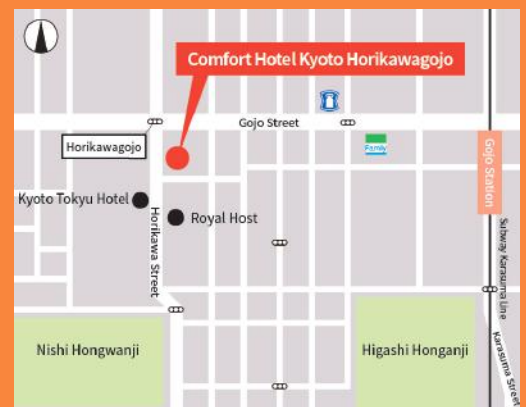 Comfort Hotel Kyoto Horikawagojo
Gojo Street
Horikawagojo
Family
Gojo Station
Kyoto Tokyu Hotel
Royal Host
Horikawa Street
Subway Karasuma Line
Nishi Hongwanji
Higashi Honganji
Karasuma Street